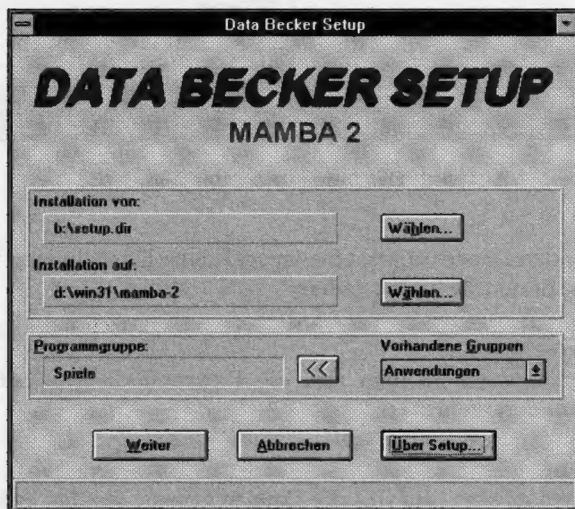 Data Becker Setup
DATA BECKER SETUP
MAMBA 2
Installation von:
b:\setup.dir
Wählen...
Installation auf:
d:\win31\mamba-2
Wählen...
Programmgruppe:
Vorhandene Gruppen
Spiele
<<
Anwendungen
Weiter
Abbrechen
Über Setup...